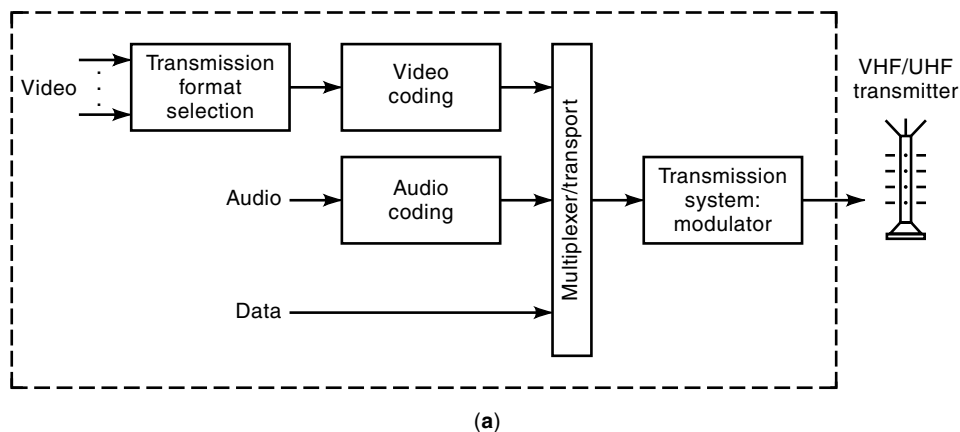 Video
Transmission
format
selection
Video
coding
VHF/UHF
transmitter
Audio
Audio
coding
Multiplexer/transport
Transmission
system:
modulator
Data
(a)